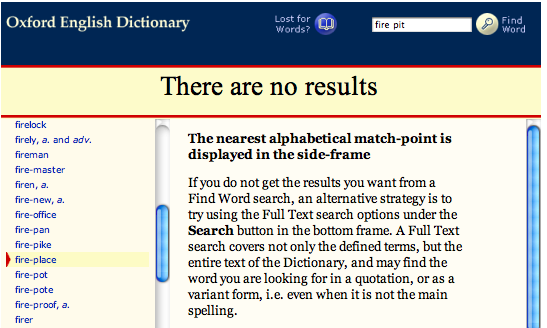 Oxford English Dictionary
Lost for
Words?
fire pit
Find
Word
There are no results
firelock
firely, a. and adv.
fireman
fire-master
firen, a.
fire-new, a.
fire-office
fire-pan
fire-pike
fire-place
fire-pot
fire-pote
fire-proof, a.
firer
The nearest alphabetical match-point is
displayed in the side-frame
If you do not get the results you want from a
Find Word search, an alternative strategy is to
try using the Full Text search options under the
Search button in the bottom frame. A Full Text
search covers not only the defined terms, but the
entire text of the Dictionary, and may find the
word you are looking for in a quotation, or as a
variant form, i.e. even when it is not the main
spelling.